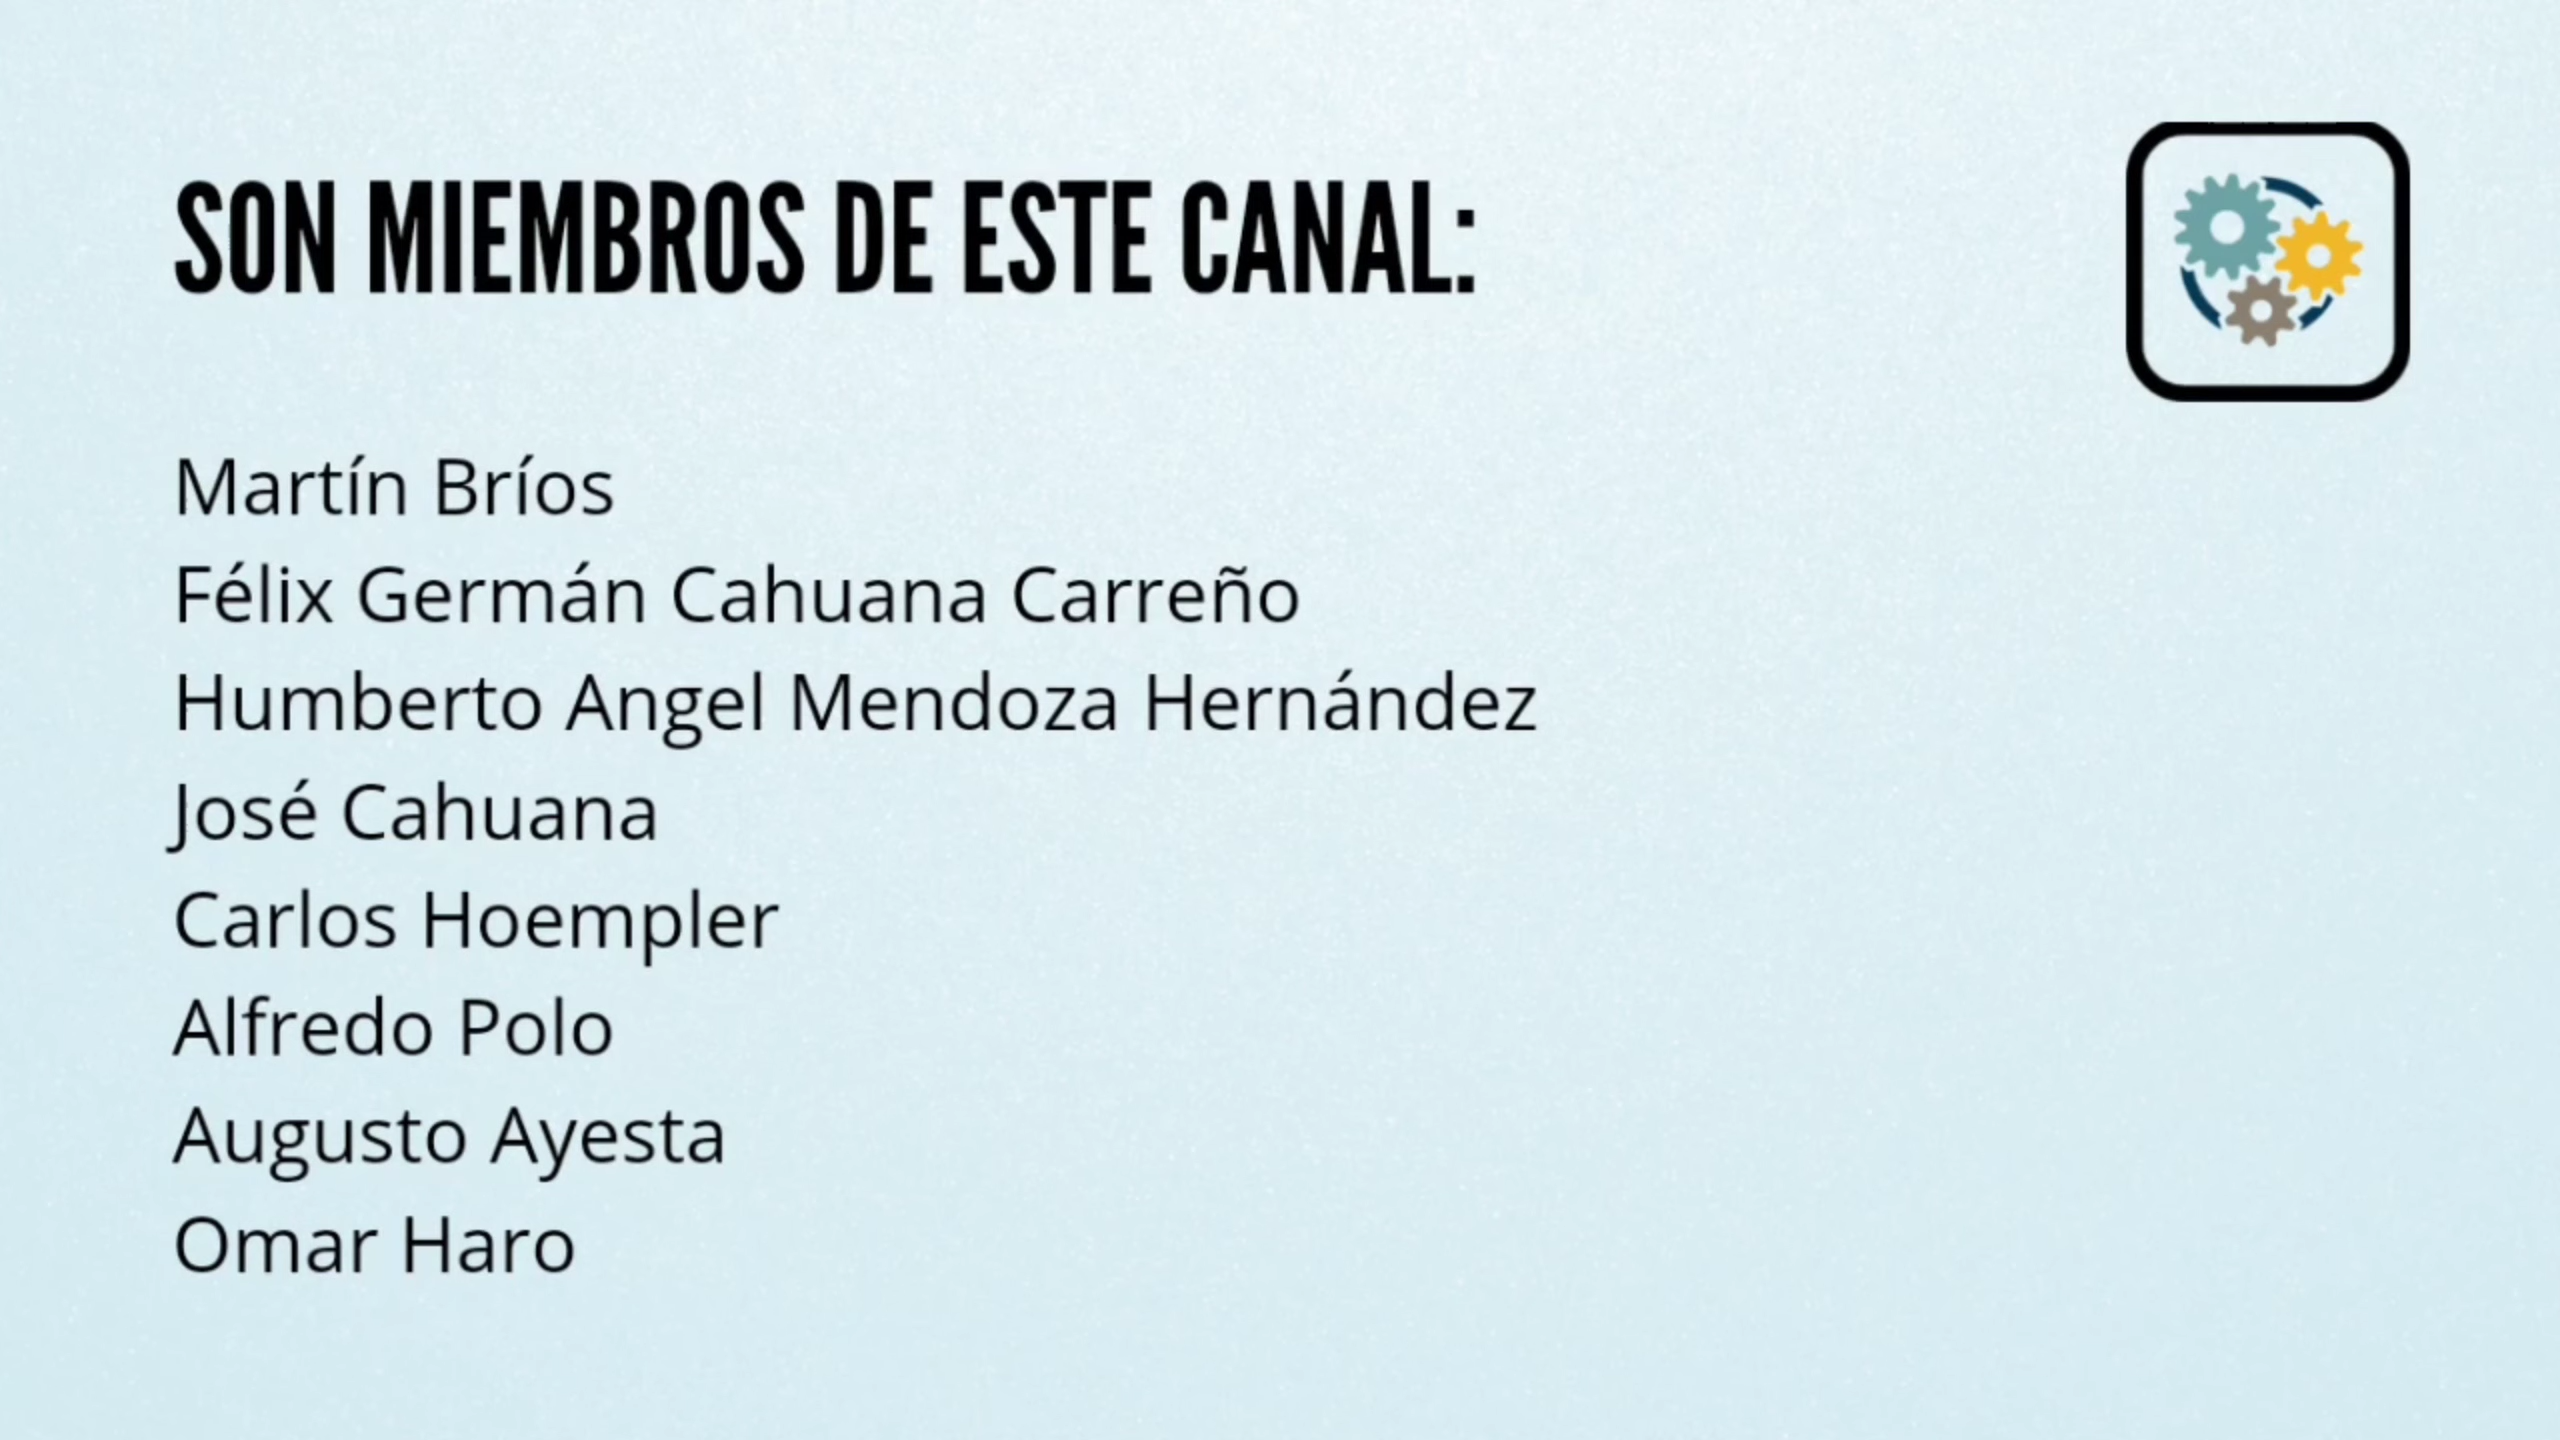 SON MIEMBROS DE ESTE CANAL:
Martín Bríos
Félix Germán Cahuana Carreño
Humberto Angel Mendoza Hernández
José Cahuana
Carlos Hoempler
Alfredo Polo
Augusto Ayesta
Omar Haro